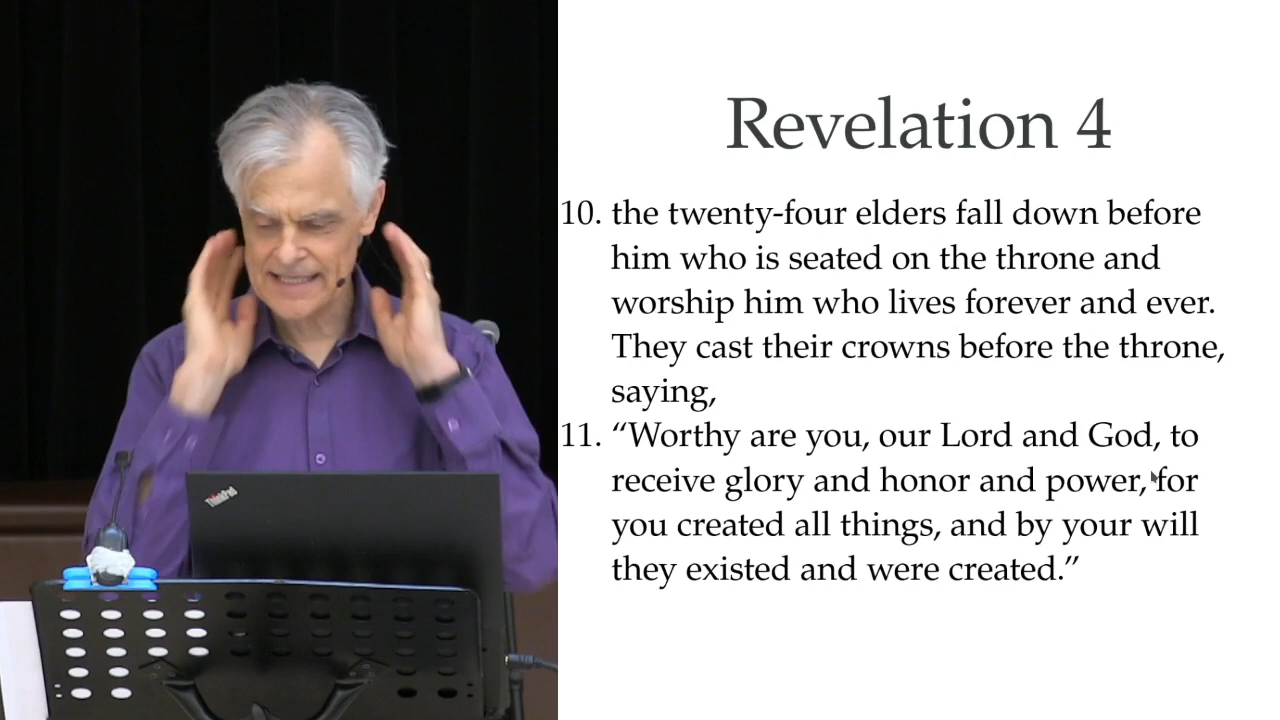 Revelation 4
10. the twenty-four elders fall down before
him who is seated on the throne and
worship him who lives forever and ever.
They cast their crowns before the throne,
saying,
11. “Worthy are you, our Lord and God, to
receive glory and honor and power, for
you created all things, and by your will
they existed and were created.”
ThinkPad